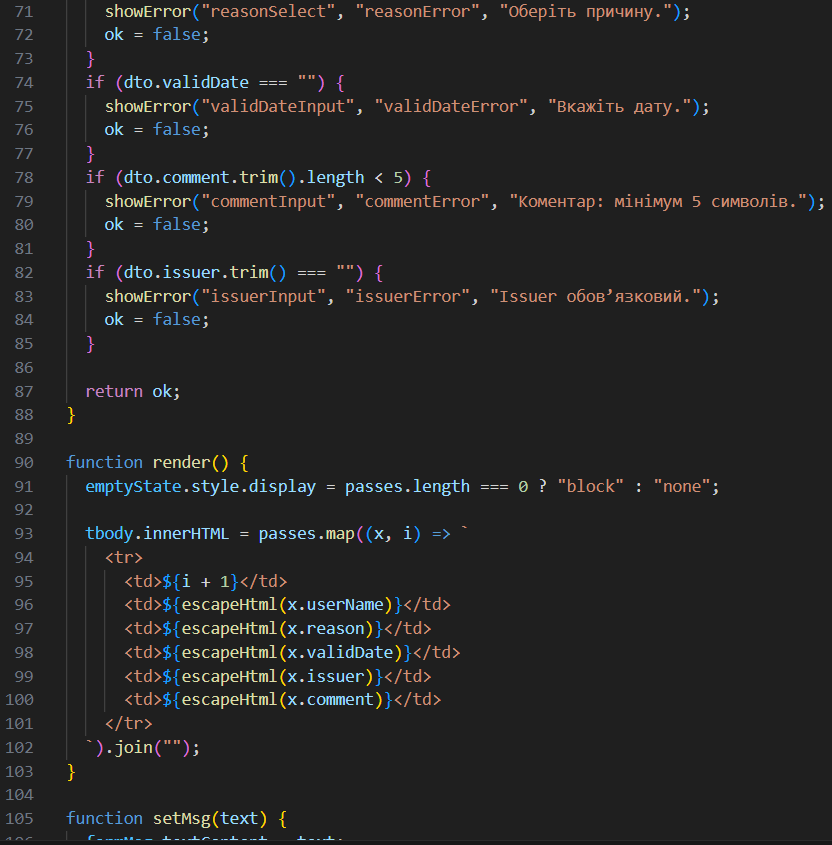 71 showError("reasonSelect", "reasonError", "Оберіть причину.");
72 ok = false;
73 }
74 if (dto.validDate === "") {
75 showError("validDateInput", "validDateError", "Вкажіть дату.");
76 ok = false;
77 }
78 if (dto.comment.trim().length < 5) {
79 showError("commentInput", "commentError", "Коментар: мінімум 5 символів.");
80 ok = false;
81 }
82 if (dto.issuer.trim() === "") {
83 showError("issuerInput", "issuerError", "Issuer обов’язковий.");
84 ok = false;
85 }
86
87 return ok;
88 }
89
90 function render() {
91 emptyState.style.display = passes.length === 0 ? "block" : "none";
92
93 tbody.innerHTML = passes.map((x, i) => `
94 <tr>
95 <td>${i + 1}</td>
96 <td>${escapeHtml(x.userName)}</td>
97 <td>${escapeHtml(x.reason)}</td>
98 <td>${escapeHtml(x.validDate)}</td>
99 <td>${escapeHtml(x.issuer)}</td>
100 <td>${escapeHtml(x.comment)}</td>
101 </tr>
102 `).join("");
103 }
104
105 function setMsg(text) {